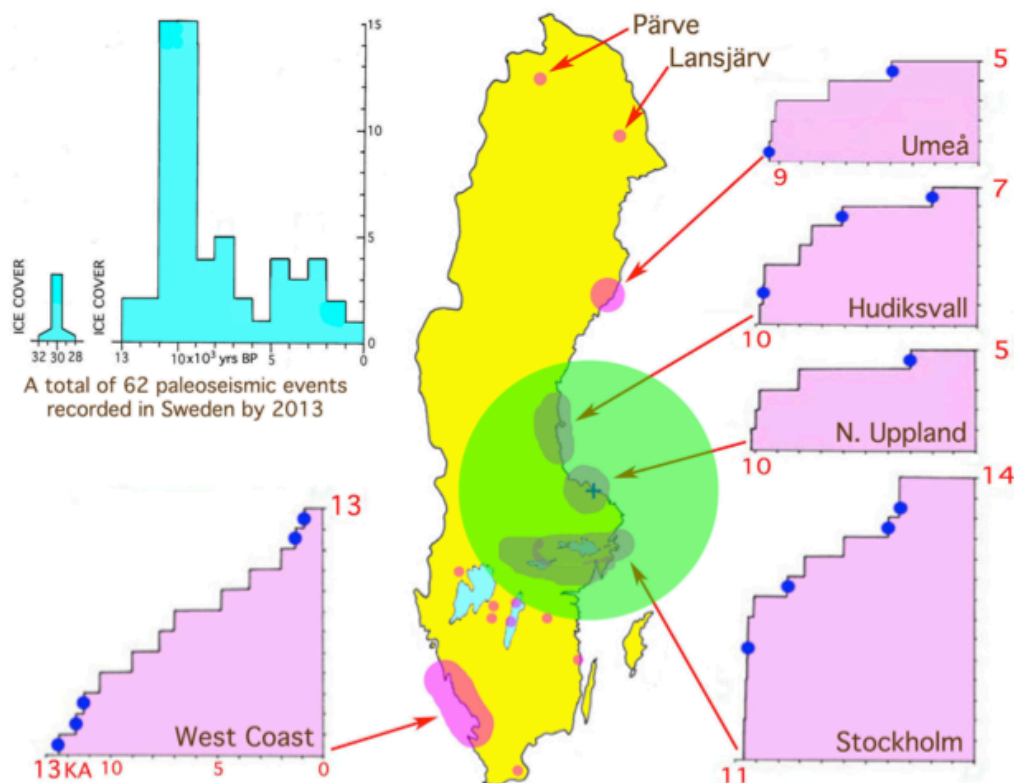 15
10
5
0
ICE COVER
ICE COVER
32 30 28
13
10x10³ yrs BP
5
0
A total of 62 paleoseismic events
recorded in Sweden by 2013
Pärve
Lansjärv
5
Umeå
9
7
Hudiksvall
10
5
N. Uppland
10
14
Stockholm
11
13
West Coast
13KA
10
5
0